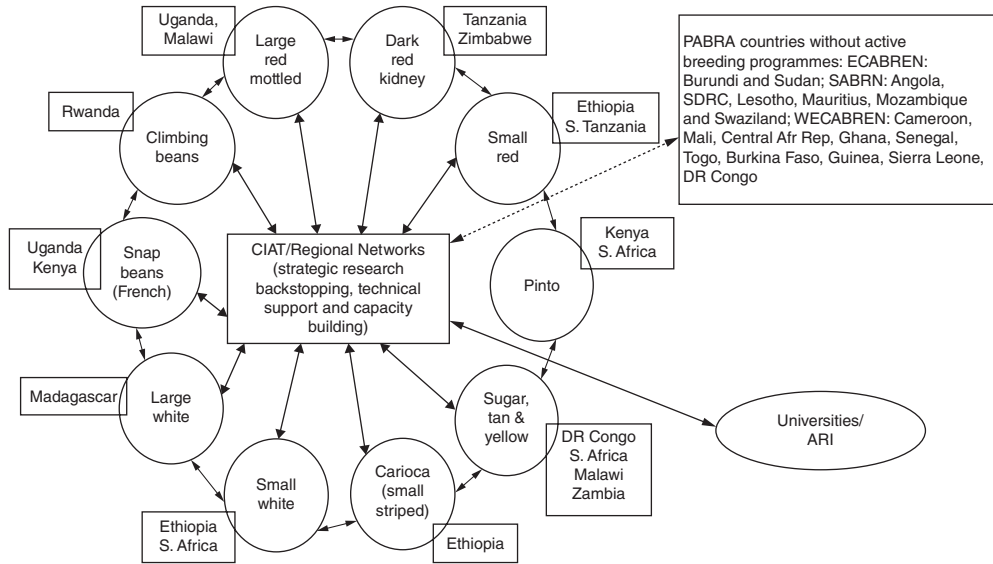 Uganda,
Malawi
Large
red
mottled
Dark
red
kidney
Tanzania
Zimbabwe
PABRA countries without active
breeding programmes: ECABREN:
Burundi and Sudan; SABRN: Angola,
SDRC, Lesotho, Mauritius, Mozambique
and Swaziland; WECABREN: Cameroon,
Mali, Central Afr Rep, Ghana, Senegal,
Togo, Burkina Faso, Guinea, Sierra Leone,
DR Congo
Rwanda
Climbing
beans
Small
red
Ethiopia
S. Tanzania
Uganda
Kenya
Snap
beans
(French)
CIAT/Regional Networks
(strategic research
backstopping, technical
support and capacity
building)
Pinto
Kenya
S. Africa
Madagascar
Large
white
Sugar,
tan &
yellow
DR Congo
S. Africa
Malawi
Zambia
Universities/
ARI
Small
white
Ethiopia
S. Africa
Carioca
(small
striped)
Ethiopia